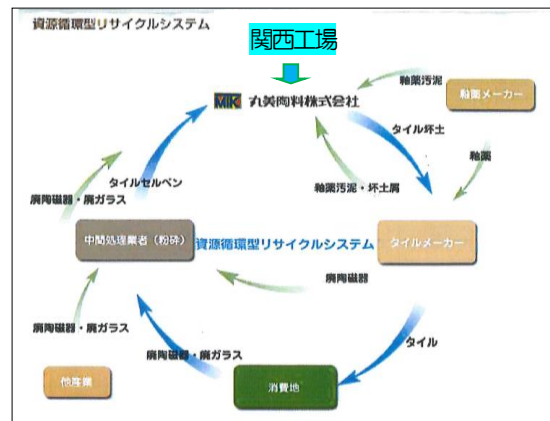 資源循環型リサイクルシステム
関西工場
MIK 丸美陶料株式会社
釉薬汚泥
釉薬メーカー
タイル坏土
釉薬
タイルセルベン
釉薬汚泥・坏土屑
廃陶磁器・廃ガラス
中間処理業者(粉砕)
資源循環型リサイクルシステム
タイルメーカー
廃陶磁器
廃陶磁器・廃ガラス
廃陶磁器・廃ガラス
タイル
他産業
消費地